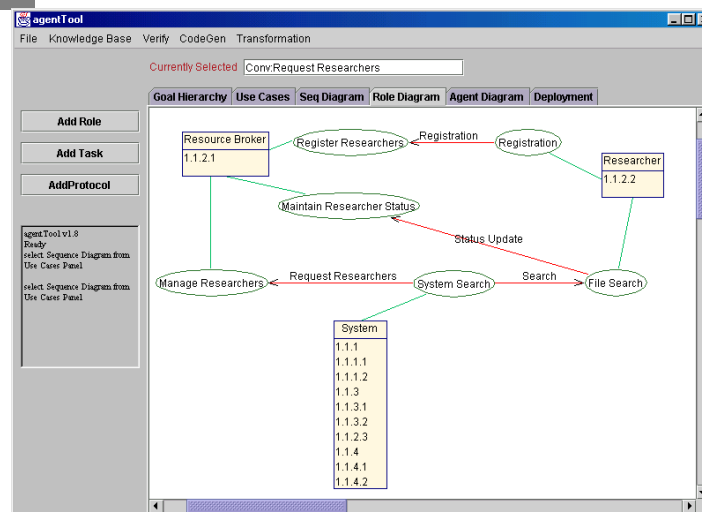 agentTool
File Knowledge Base Verify CodeGen Transformation
Currently Selected Conv:Request Researchers
Goal Hierarchy Use Cases Seq Diagram Role Diagram Agent Diagram Deployment
Add Role
Add Task
AddProtocol
agentTool v1.8
Ready
select Sequence Diagram from
Use Cases Panel
select Sequence Diagram from
Use Cases Panel
Resource Broker
1.1.2.1
Register Researchers
Registration
Registration
Researcher
1.1.2.2
Maintain Researcher Status
Status Update
Manage Researchers
Request Researchers
System Search
Search
File Search
System
1.1.1
1.1.1.1
1.1.1.2
1.1.3
1.1.3.1
1.1.3.2
1.1.2.3
1.1.4
1.1.4.1
1.1.4.2